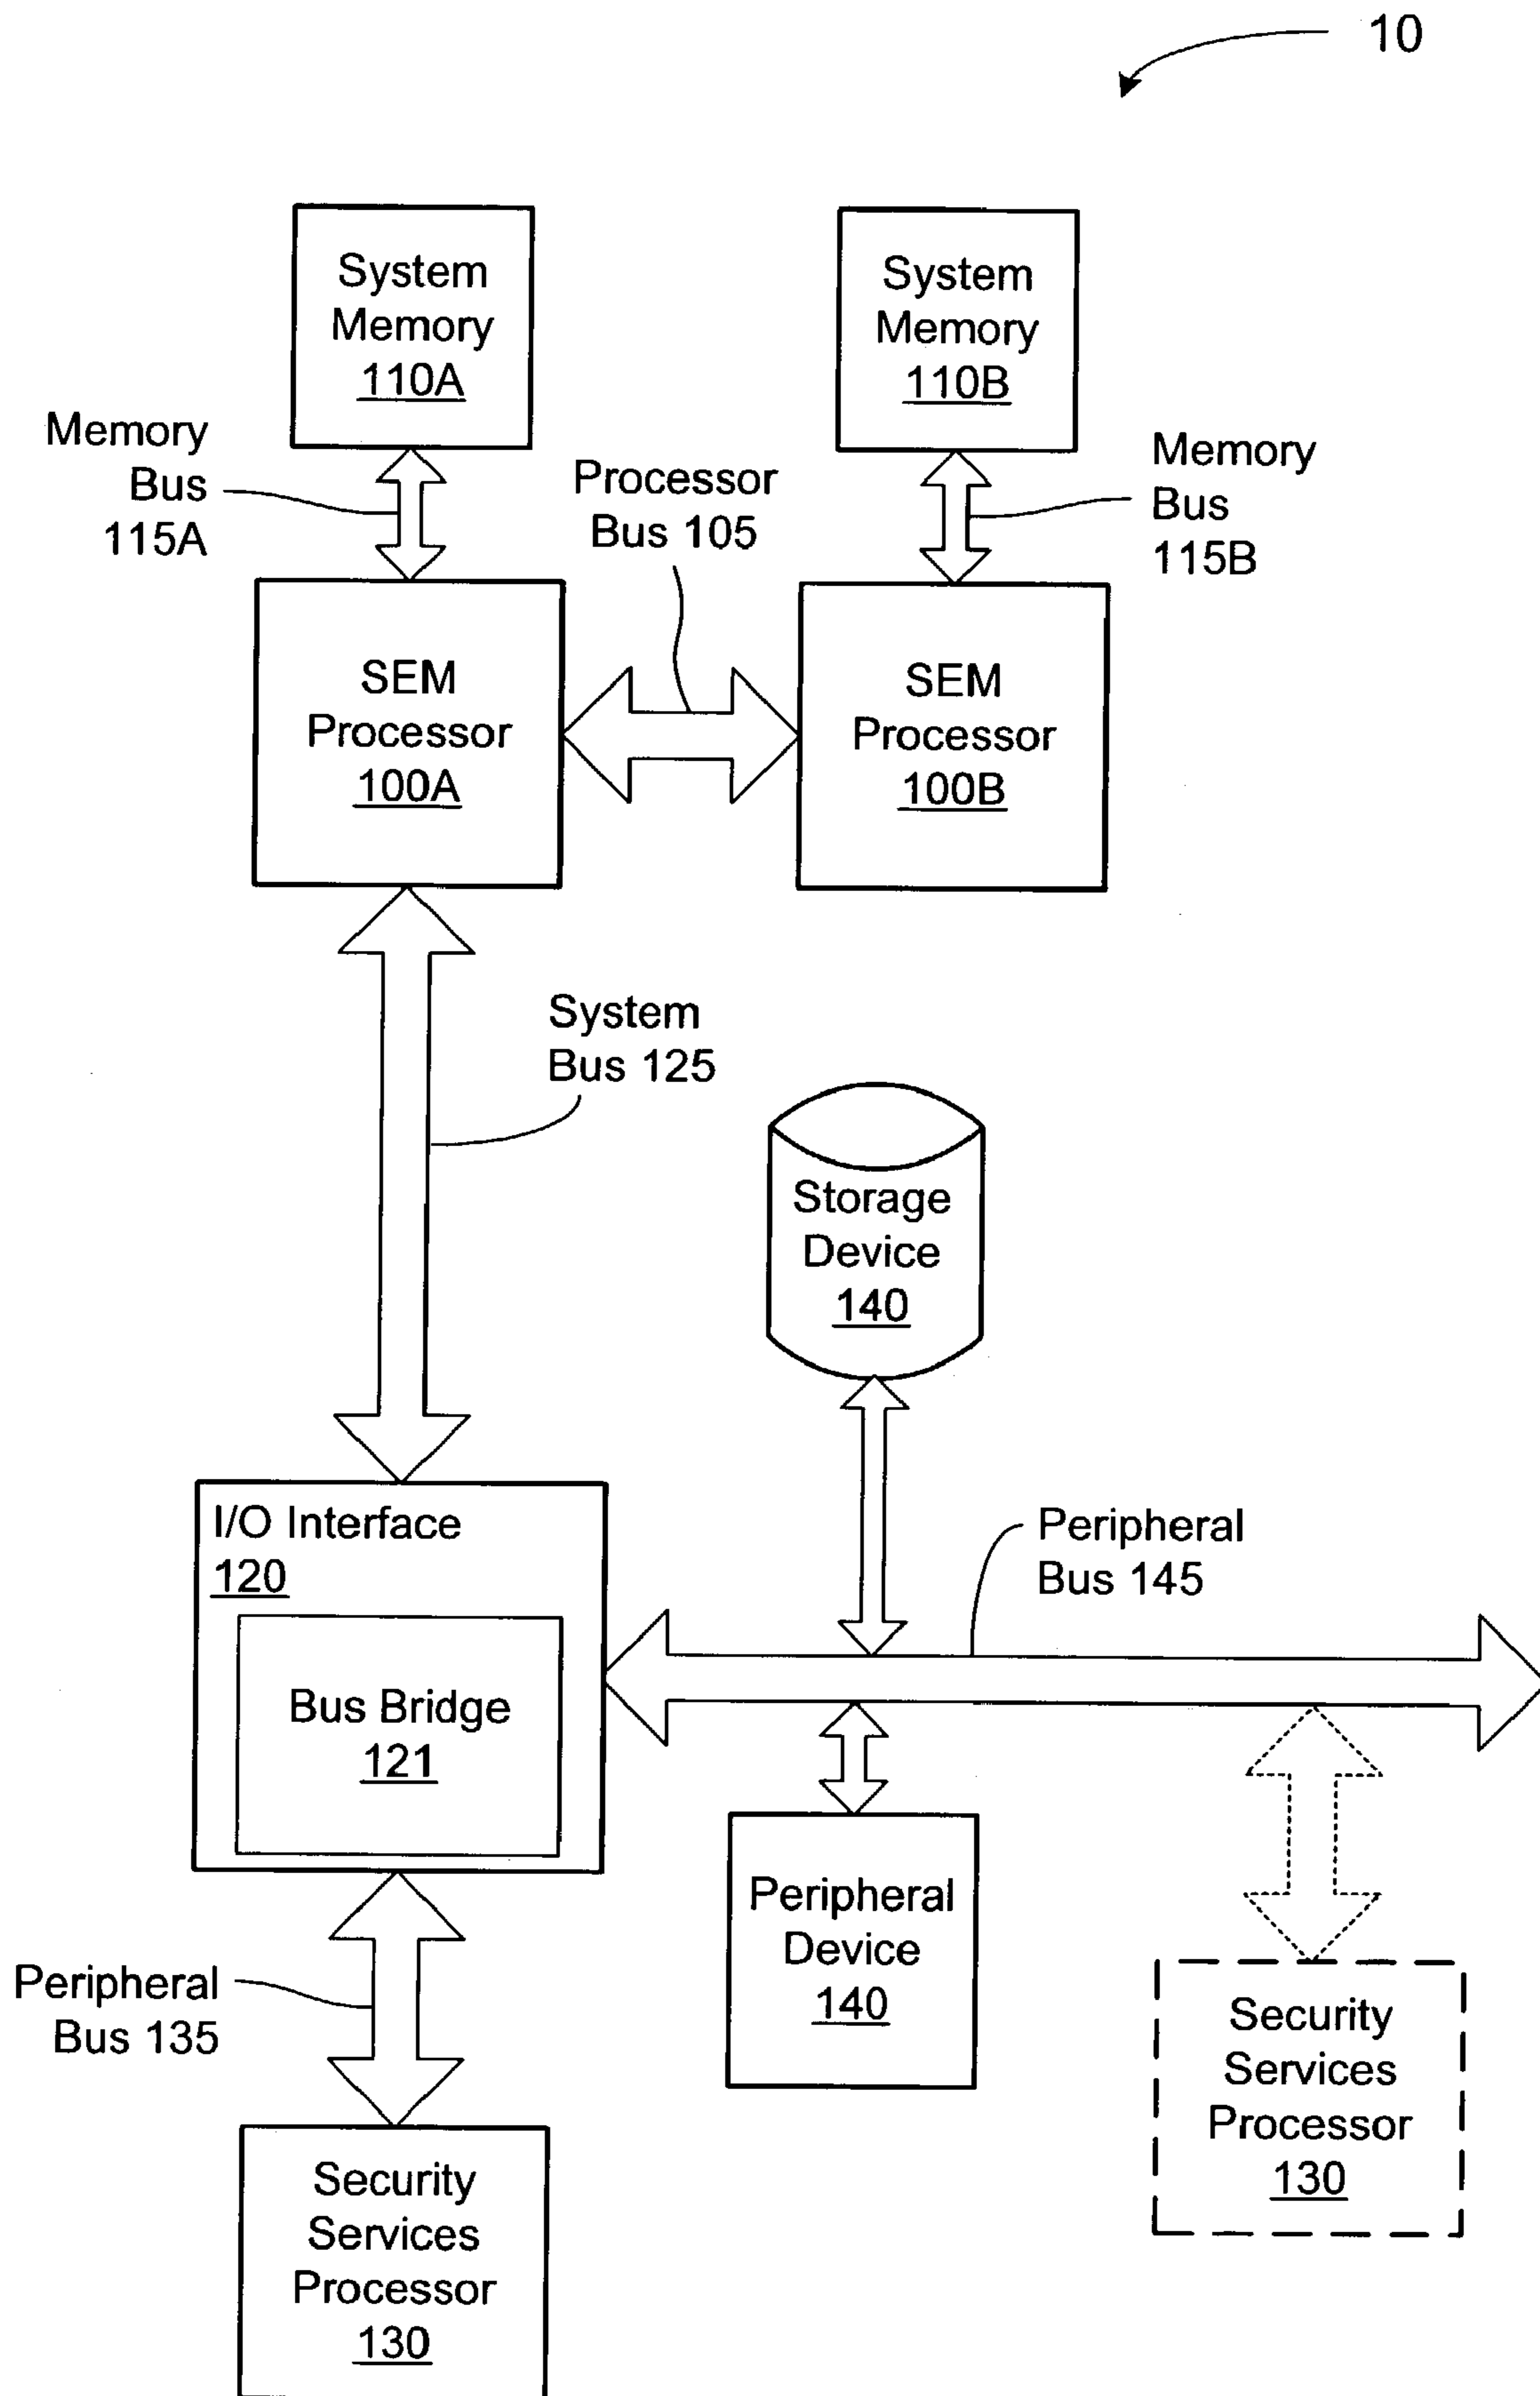 10
System
Memory
110A
System
Memory
110B
Memory
Bus
115A
Processor
Bus 105
Memory
Bus
115B
SEM
Processor
100A
SEM
Processor
100B
System
Bus 125
Storage
Device
140
I/O Interface
120
Bus Bridge
121
Peripheral
Bus 145
Peripheral
Device
140
Peripheral
Bus 135
Security
Services
Processor
130
Security
Services
Processor
130